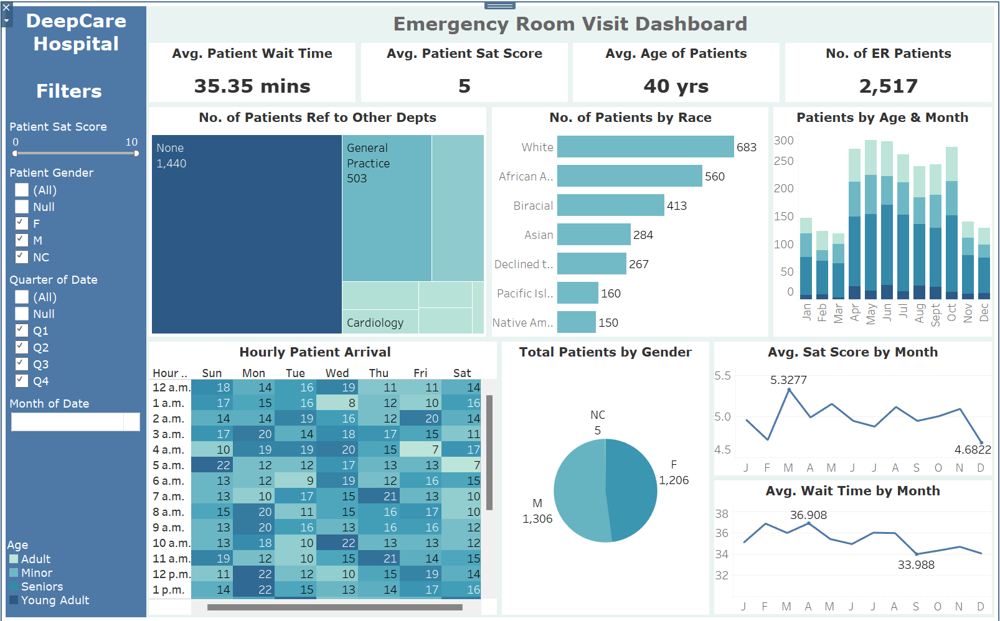 DeepCare
Hospital
Filters
Patient Sat Score
0 10
Patient Gender
(All)
Null
F
M
NC
Quarter of Date
(All)
Null
Q1
Q2
Q3
Q4
Month of Date
Age
Adult
Minor
Seniors
Young Adult
Emergency Room Visit Dashboard
Avg. Patient Wait Time
35.35 mins
Avg. Patient Sat Score
5
Avg. Age of Patients
40 yrs
No. of ER Patients
2,517
No. of Patients Ref to Other Depts
None
1,440
General
Practice
503
Cardiology
No. of Patients by Race
White 683
African A.. 560
Biracial 413
Asian 284
Declined t.. 267
Pacific Isl.. 160
Native Am.. 150
Patients by Age & Month
300
250
200
150
100
50
0
Jan Feb Mar Apr May Jun Jul Aug Sept Oct Nov Dec
Hourly Patient Arrival
Hour .. Sun Mon Tue Wed Thu Fri Sat
12 a.m. 18 14 16 19 11 11 14
1 a.m. 17 15 16 8 12 10 16
2 a.m. 14 14 19 16 12 20 14
3 a.m. 17 20 14 18 17 15 11
4 a.m. 10 19 19 20 15 7 17
5 a.m. 22 12 12 17 13 13 7
6 a.m. 13 12 9 19 12 16 15
7 a.m. 13 10 17 15 21 13 10
8 a.m. 15 20 11 15 16 17 10
9 a.m. 13 20 16 13 16 16 12
10 a.m. 13 18 10 22 13 13 12
11 a.m. 19 12 10 15 21 14 15
12 p.m. 11 22 12 10 15 19 14
1 p.m. 14 22 15 13 14 17 16
Total Patients by Gender
NC
5
F
1,206
M
1,306
Avg. Sat Score by Month
5.5
5.0
4.5
5.3277
4.6822
J F M A M J J A S O N D
Avg. Wait Time by Month
38
36
34
32
36.908
33.988
J F M A M J J A S O N D